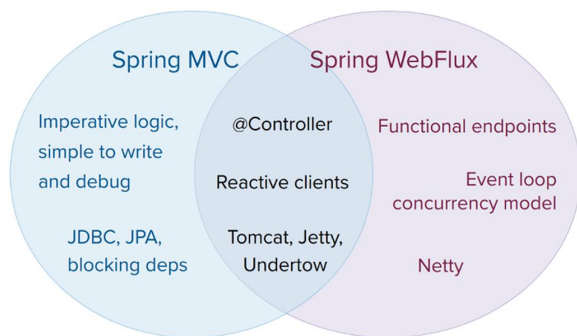 Spring MVC
Spring WebFlux
Imperative logic,
simple to write
and debug
JDBC, JPA,
blocking deps
@Controller
Reactive clients
Tomcat, Jetty,
Undertow
Functional endpoints
Event loop
concurrency model
Netty